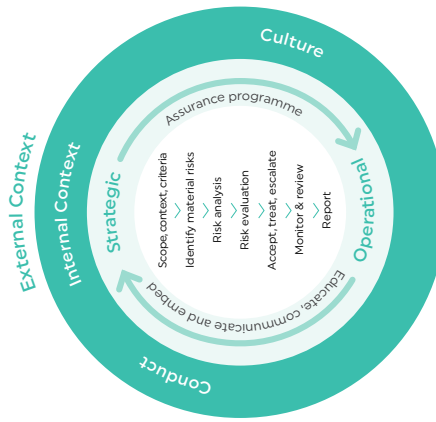 External Context
Internal Context
Culture
Conduct
Strategic
Operational
Assurance programme
Educate, communicate and embed
Scope, context, criteria
Identify material risks
Risk analysis
Risk evaluation
Accept, treat, escalate
Monitor & review
Report